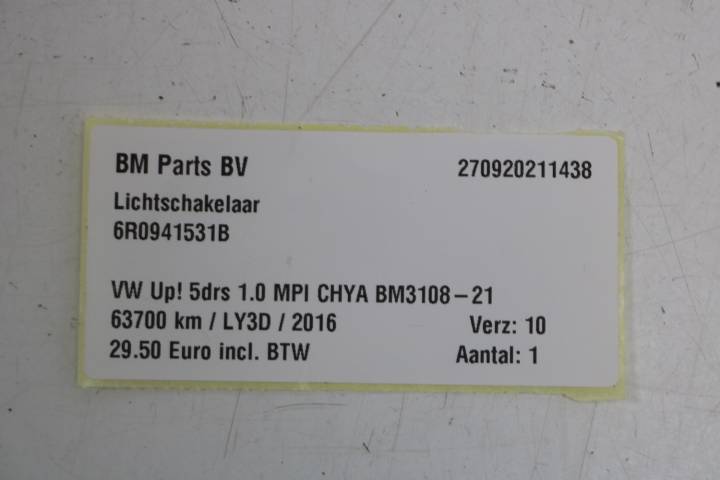 BM Parts BV 270920211438
Lichtschakelaar
6R0941531B
VW Up! 5drs 1.0 MPI CHYA BM3108-21
63700 km / LY3D / 2016 Verz: 10
29.50 Euro incl. BTW Aantal: 1